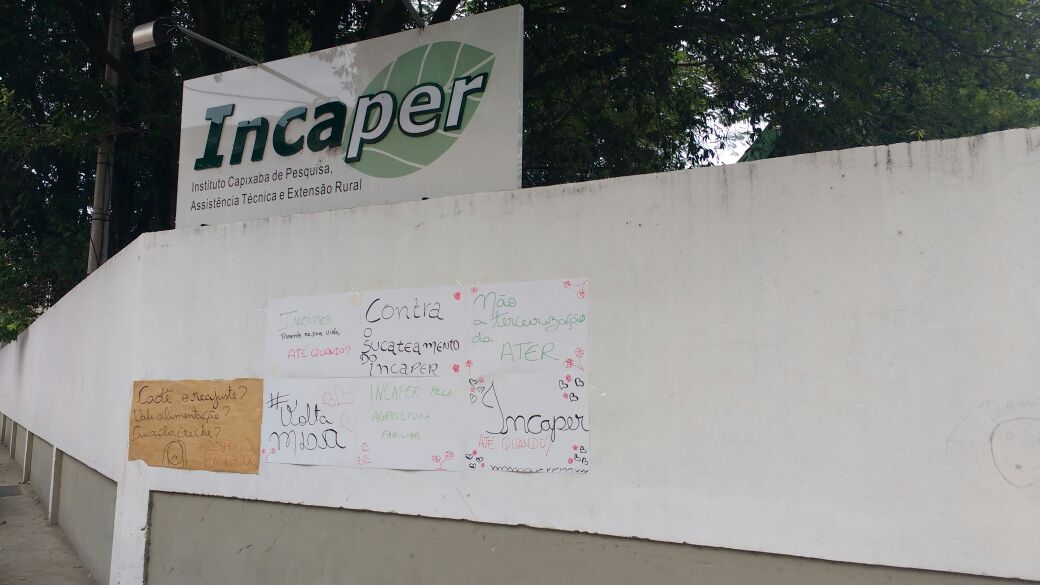 Incaper
Instituto Capixaba de Pesquisa,
Assistência Técnica e Extensão Rural
INCAPER
Presente na sua vida,
ATÉ QUANDO?
Contra
o
SUCATEAMENTO
DO
INCAPER
Não
a terceirização
da
ATER
Cadê o reajuste?
Vale alimentação?
Auxílio Creche?
#
Volta
INCAPER PELA
AGRICULTURA
FAMILIAR
Incaper
ATÉ QUANDO?